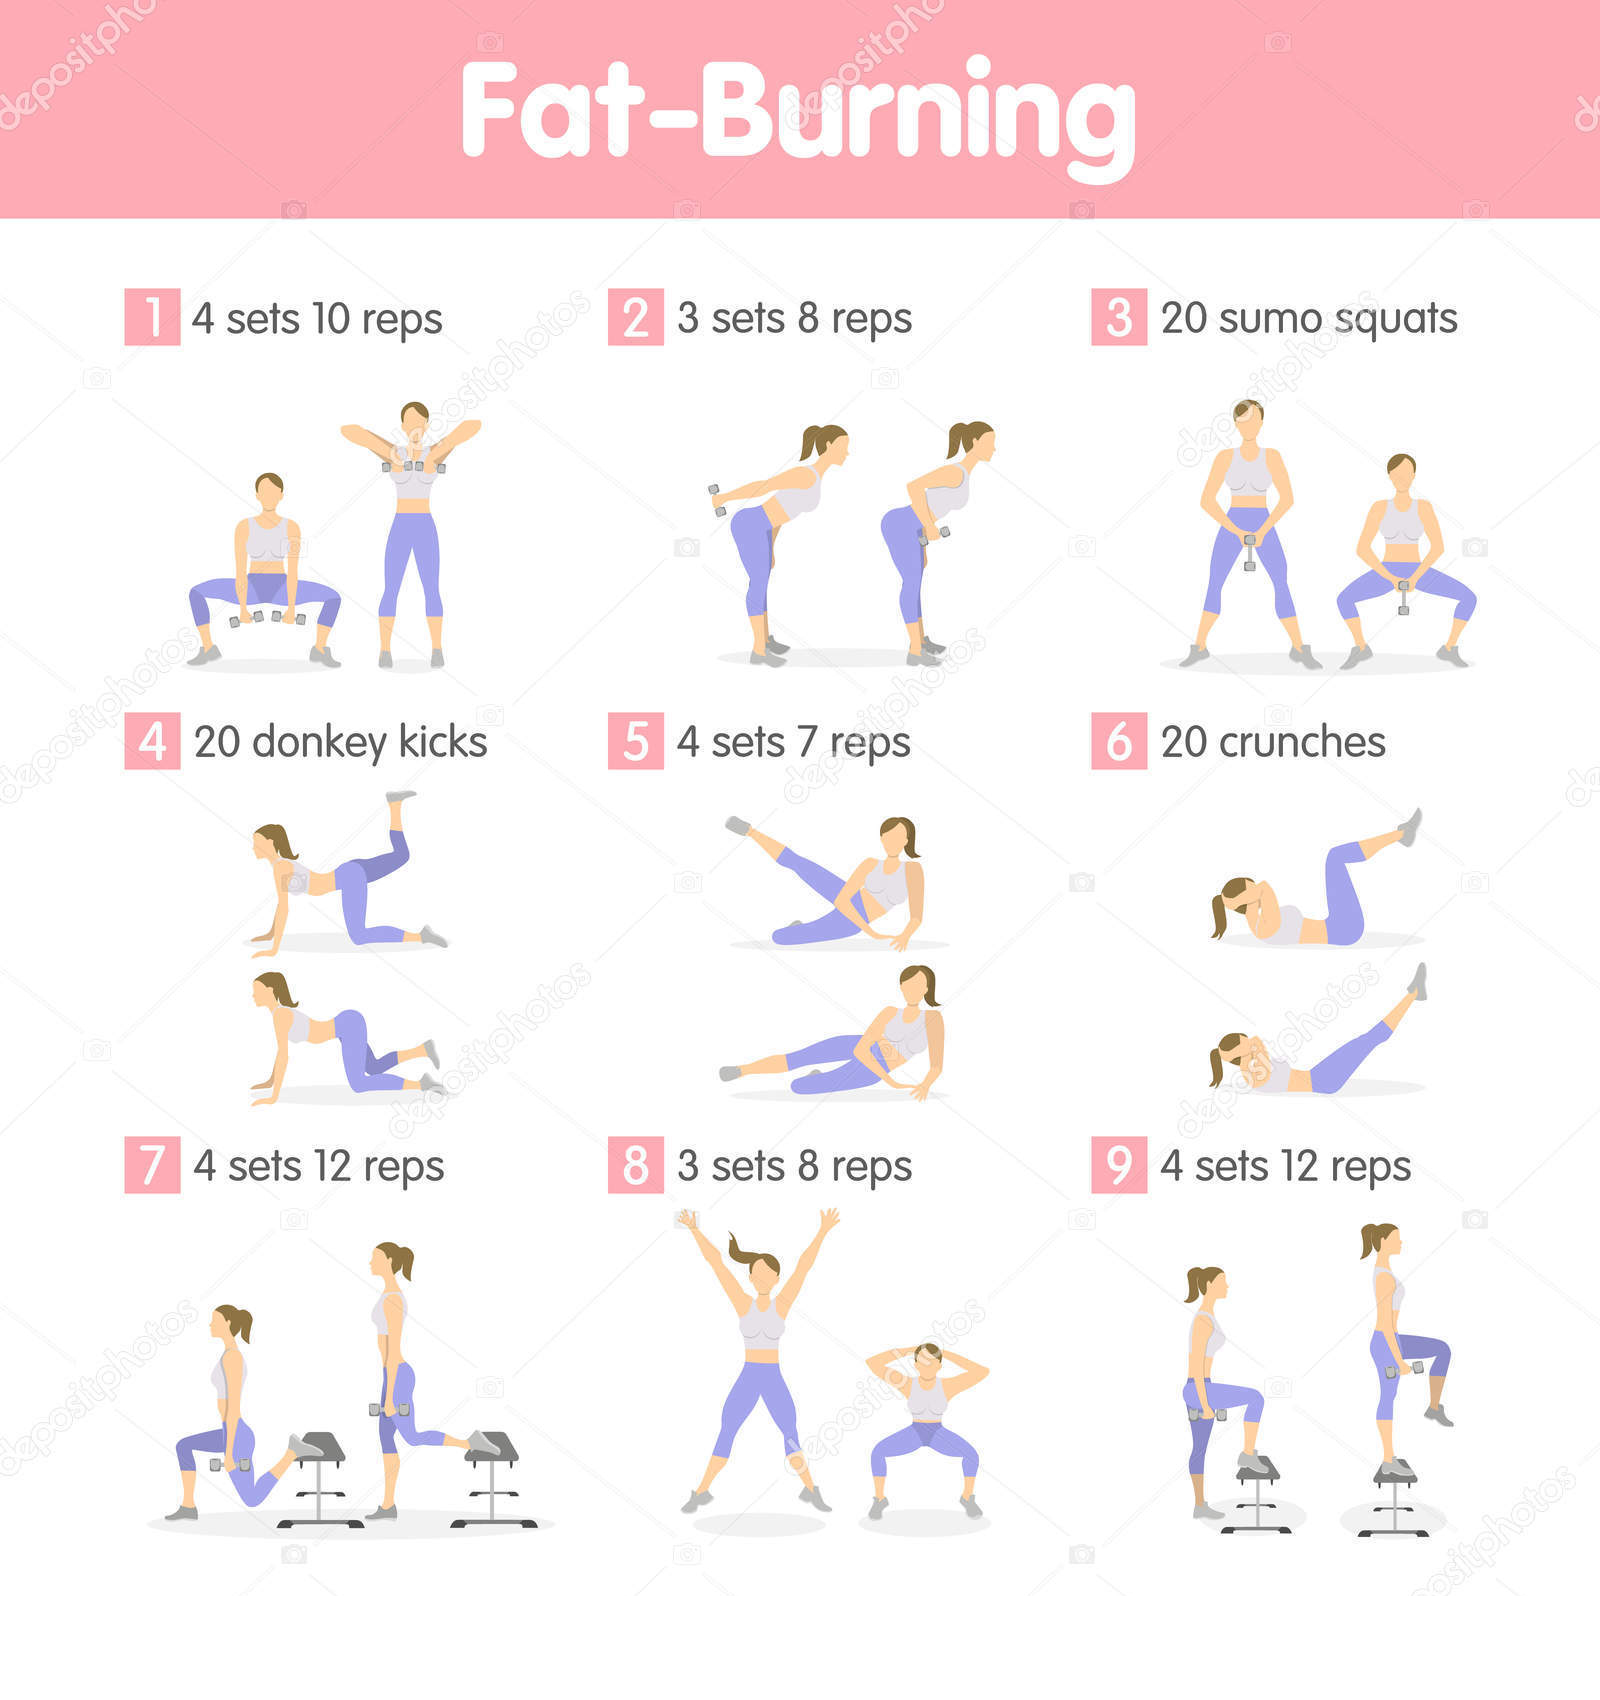 Fat-Burning
1 4 sets 10 reps
2 3 sets 8 reps
3 20 sumo squats
4 20 donkey kicks
5 4 sets 7 reps
6 20 crunches
7 4 sets 12 reps
8 3 sets 8 reps
9 4 sets 12 reps
depositphotos